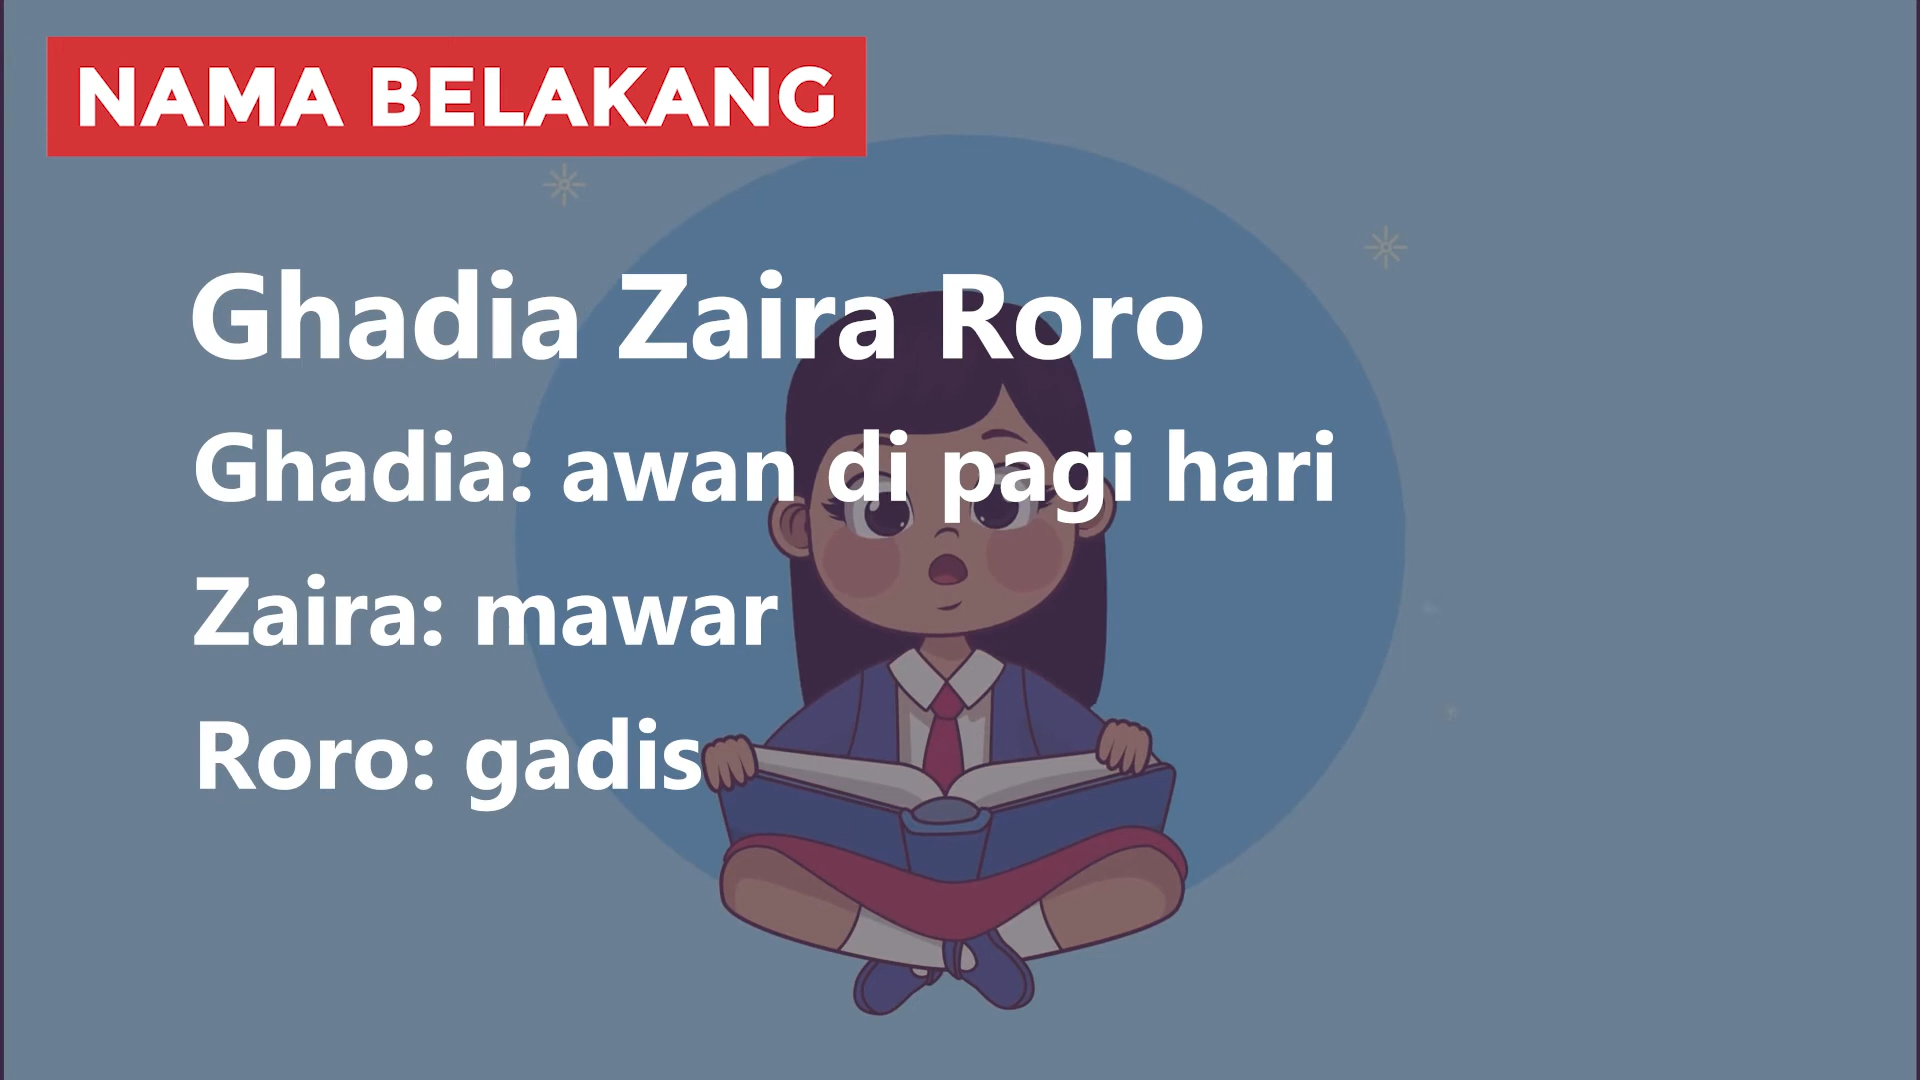 NAMA BELAKANG
Ghadia Zaira Roro
Ghadia: awan di pagi hari
Zaira: mawar
Roro: gadis